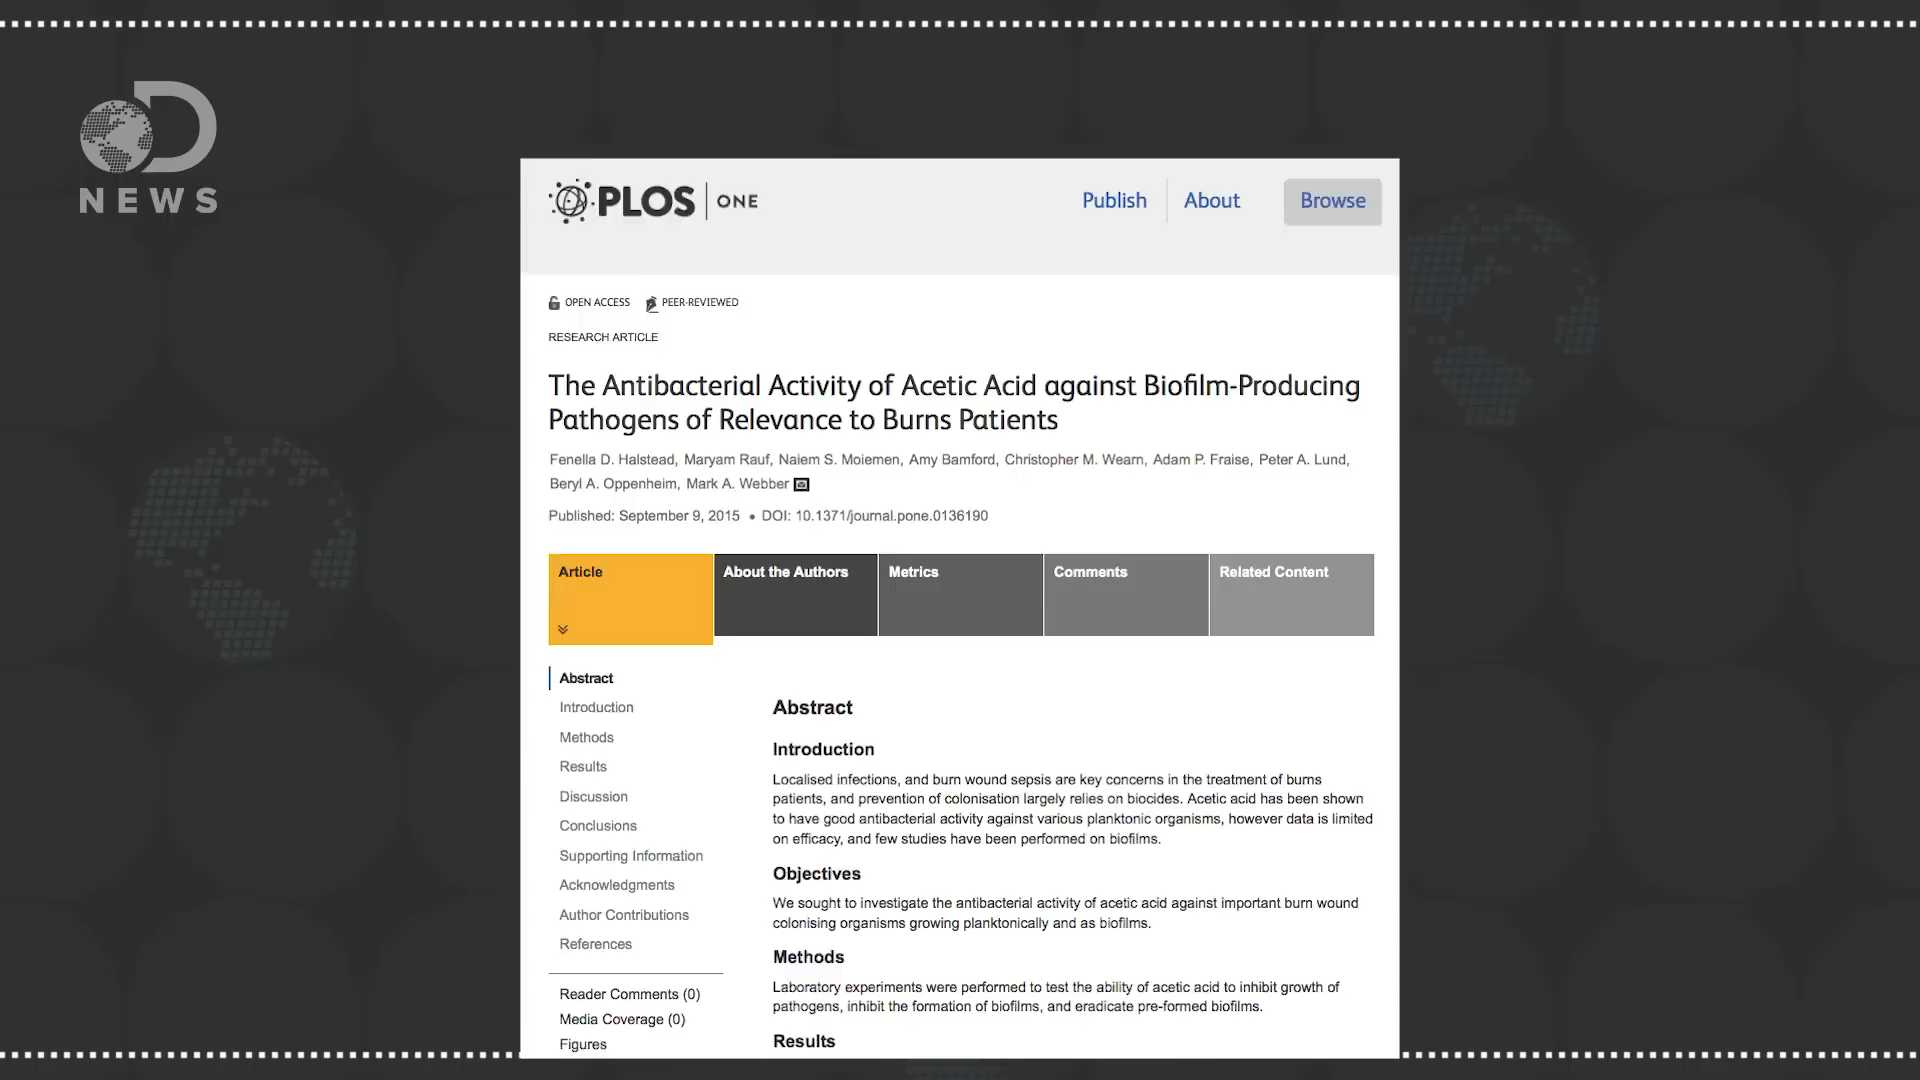 NEWS
PLOS ONE
Publish About Browse
OPEN ACCESS PEER-REVIEWED
RESEARCH ARTICLE
The Antibacterial Activity of Acetic Acid against Biofilm-Producing
Pathogens of Relevance to Burns Patients
Fenella D. Halstead, Maryam Rauf, Naiem S. Moiemen, Amy Bamford, Christopher M. Wearn, Adam P. Fraise, Peter A. Lund,
Beryl A. Oppenheim, Mark A. Webber
Published: September 9, 2015 • DOI: 10.1371/journal.pone.0136190
Article About the Authors Metrics Comments Related Content
Abstract
Introduction
Methods
Results
Discussion
Conclusions
Supporting Information
Acknowledgments
Author Contributions
References
Reader Comments (0)
Media Coverage (0)
Figures
Abstract
Introduction
Localised infections, and burn wound sepsis are key concerns in the treatment of burns
patients, and prevention of colonisation largely relies on biocides. Acetic acid has been shown
to have good antibacterial activity against various planktonic organisms, however data is limited
on efficacy, and few studies have been performed on biofilms.
Objectives
We sought to investigate the antibacterial activity of acetic acid against important burn wound
colonising organisms growing planktonically and as biofilms.
Methods
Laboratory experiments were performed to test the ability of acetic acid to inhibit growth of
pathogens, inhibit the formation of biofilms, and eradicate pre-formed biofilms.
Results